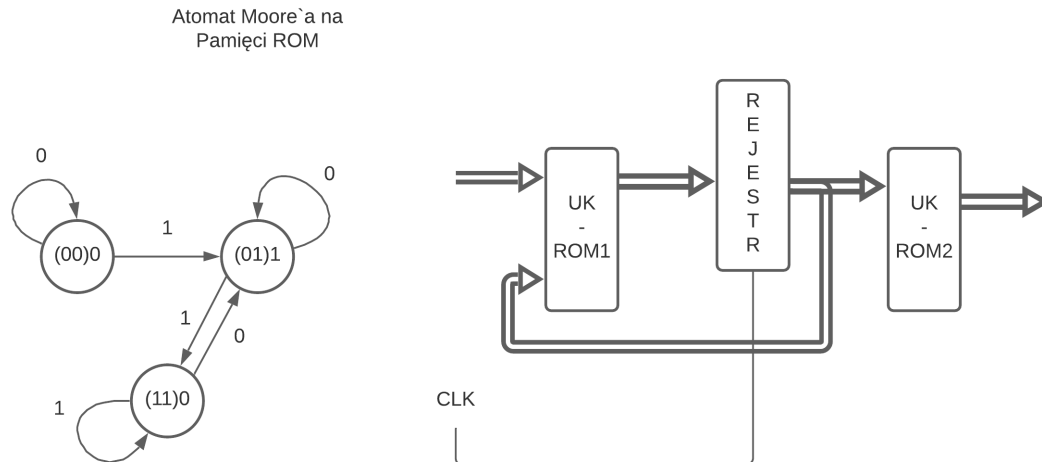 Atomat Moore`a na
Pamięci ROM
0
0
1
(00)0
(01)1
1
0
(11)0
1
R
E
J
E
S
T
R
UK
-
ROM1
UK
-
ROM2
CLK